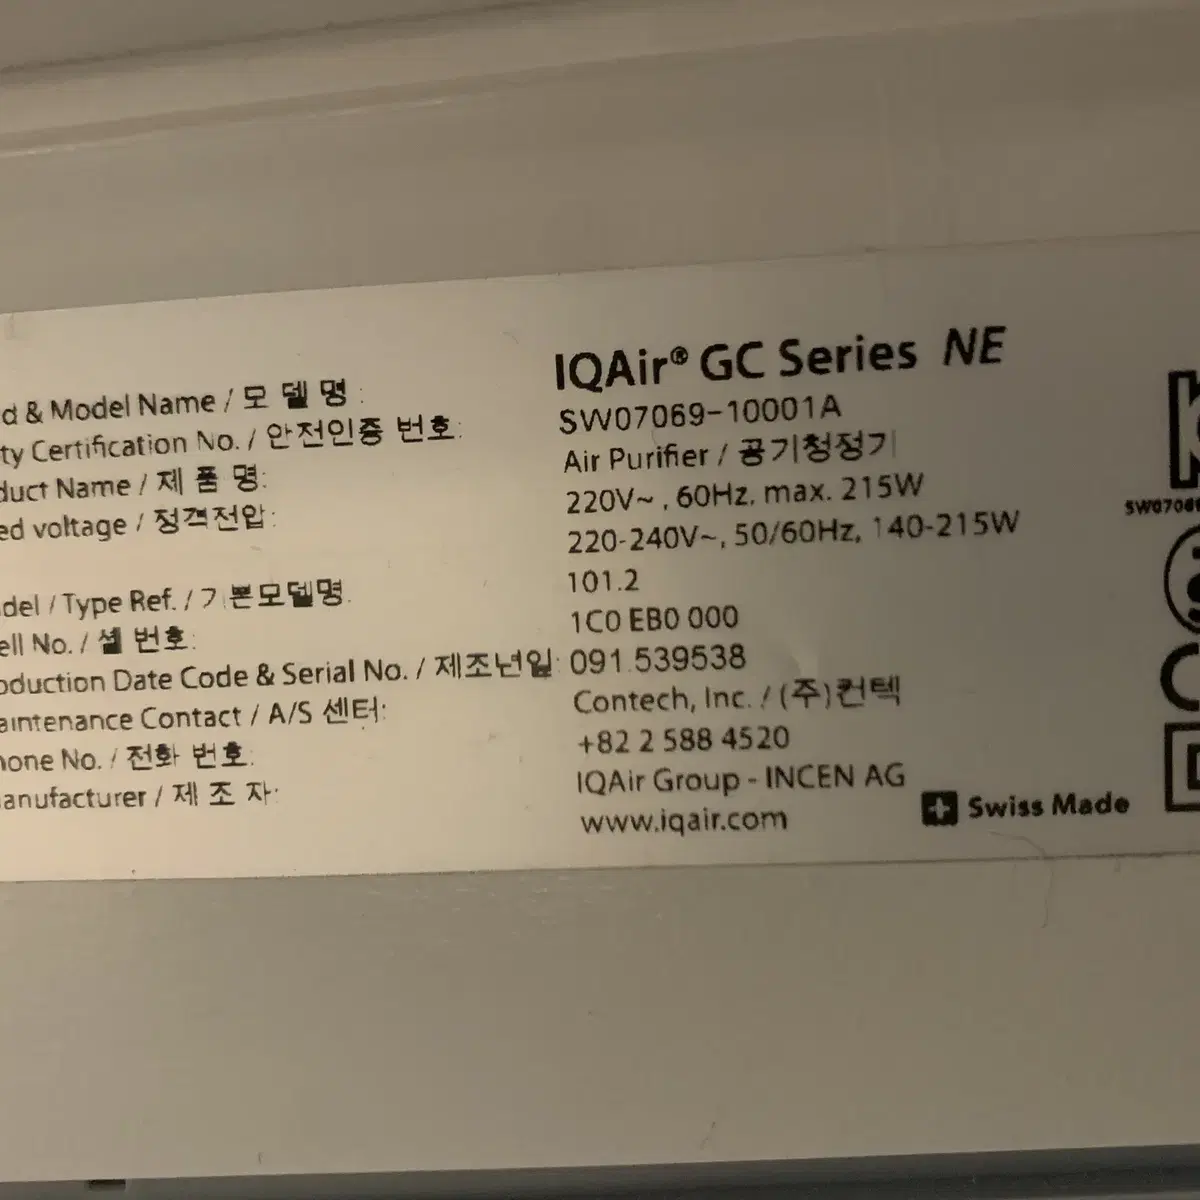 d & Model Name / 모 델 명 : IQAir® GC Series NE
ty Certification No. / 안전인증 번호: SW07069-10001A
duct Name / 제 품 명: Air Purifier / 공기청정기
ed voltage / 정격전압: 220V~ , 60Hz, max. 215W
220-240V~, 50/60Hz, 140-215W
del / Type Ref. / 기본모델명: 101.2
ell No. / 셀 번호: 1C0 EB0 000
oduction Date Code & Serial No. / 제조년일: 091.539538
aintenance Contact / A/S 센터: Contech, Inc. / (주)컨텍
hone No. / 전화 번호: +82 2 588 4520
anufacturer / 제 조 자: IQAir Group - INCEN AG
www.iqair.com
Swiss Made